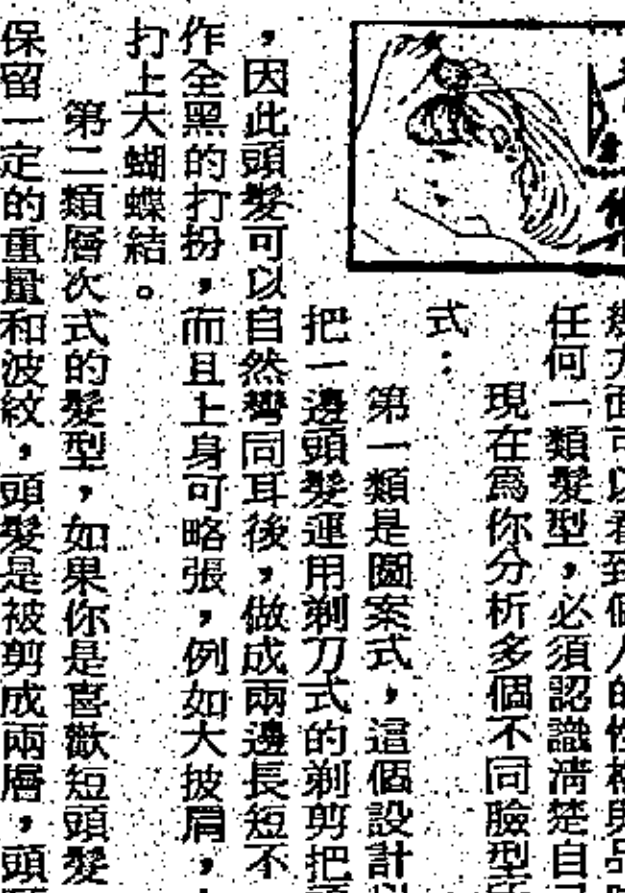 幾方面可以看到個人的性格與品
任何一類髮型，必須認識清楚自
現在爲你分析多個不同臉型
式：
第一類是圖案式，這個設計以
把一邊頭髮運用剃刀式的剃剪把
，因此頭髮可以自然彎同耳後，做成兩邊長短不
作全黑的打扮，而且上身可略張，例如大披肩，
打上大蝴蝶結。
第二類層次式的髮型，如果你是喜歡短頭髮
保留一定的重量和波紋，頭髮是被剪成兩層，頭